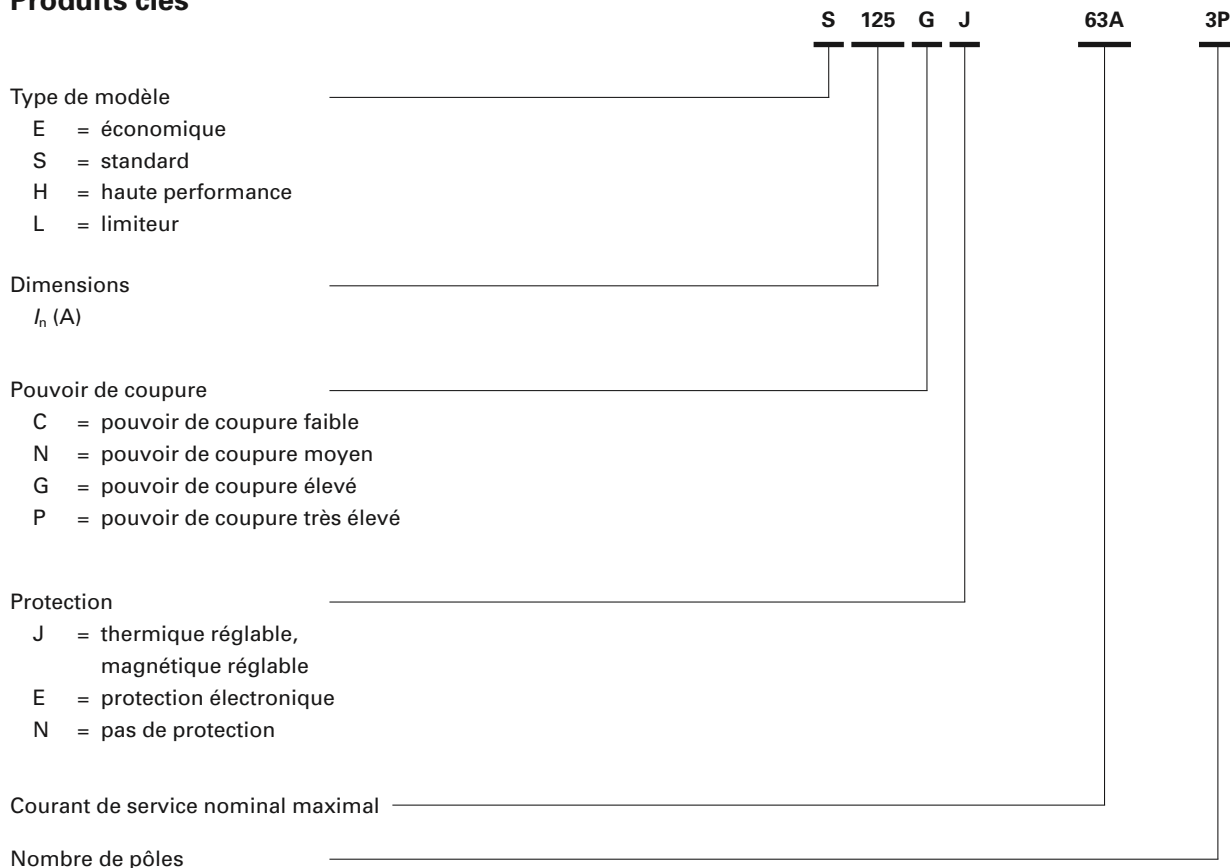 Produits clés
S 125 G J 63A 3P
Type de modèle
E = économique
S = standard
H = haute performance
L = limiteur
Dimensions
In (A)
Pouvoir de coupure
C = pouvoir de coupure faible
N = pouvoir de coupure moyen
G = pouvoir de coupure élevé
P = pouvoir de coupure très élevé
Protection
J = thermique réglable,
magnétique réglable
E = protection électronique
N = pas de protection
Courant de service nominal maximal
Nombre de pôles